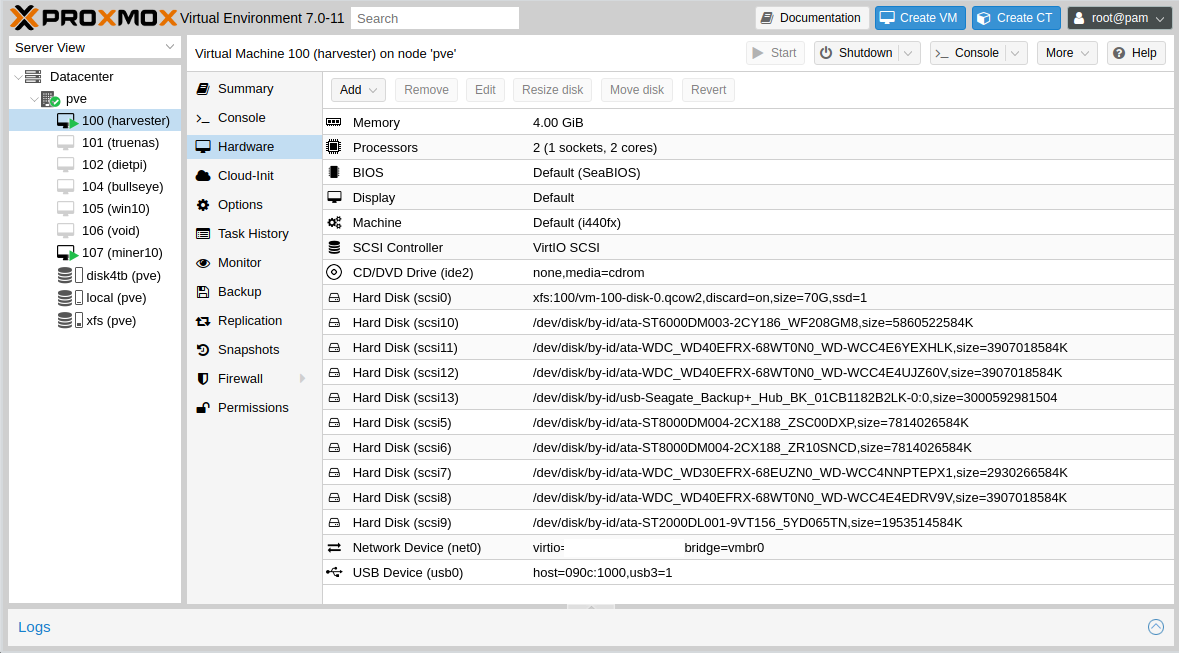 PROXMOX Virtual Environment 7.0-11 Search Documentation Create VM Create CT root@pam
Server View
Datacenter
pve
100 (harvester)
101 (truenas)
102 (dietpi)
104 (bullseye)
105 (win10)
106 (void)
107 (miner10)
disk4tb (pve)
local (pve)
xfs (pve)
Virtual Machine 100 (harvester) on node 'pve' Start Shutdown Console More Help
Summary
Console
Hardware
Cloud-Init
Options
Task History
Monitor
Backup
Replication
Snapshots
Firewall
Permissions
Add Remove Edit Resize disk Move disk Revert
Memory 4.00 GiB
Processors 2 (1 sockets, 2 cores)
BIOS Default (SeaBIOS)
Display Default
Machine Default (i440fx)
SCSI Controller VirtIO SCSI
CD/DVD Drive (ide2) none,media=cdrom
Hard Disk (scsi0) xfs:100/vm-100-disk-0.qcow2,discard=on,size=70G,ssd=1
Hard Disk (scsi10) /dev/disk/by-id/ata-ST6000DM003-2CY186_WF208GM8,size=5860522584K
Hard Disk (scsi11) /dev/disk/by-id/ata-WDC_WD40EFRX-68WT0N0_WD-WCC4E6YEXHLK,size=3907018584K
Hard Disk (scsi12) /dev/disk/by-id/ata-WDC_WD40EFRX-68WT0N0_WD-WCC4E4UJZ60V,size=3907018584K
Hard Disk (scsi13) /dev/disk/by-id/usb-Seagate_Backup+_Hub_BK_01CB1182B2LK-0:0,size=3000592981504
Hard Disk (scsi5) /dev/disk/by-id/ata-ST8000DM004-2CX188_ZSC00DXP,size=7814026584K
Hard Disk (scsi6) /dev/disk/by-id/ata-ST8000DM004-2CX188_ZR10SNCD,size=7814026584K
Hard Disk (scsi7) /dev/disk/by-id/ata-WDC_WD30EFRX-68EUZN0_WD-WCC4NNPTEPX1,size=2930266584K
Hard Disk (scsi8) /dev/disk/by-id/ata-WDC_WD40EFRX-68WT0N0_WD-WCC4E4EDRV9V,size=3907018584K
Hard Disk (scsi9) /dev/disk/by-id/ata-ST2000DL001-9VT156_5YD065TN,size=1953514584K
Network Device (net0) virtio= bridge=vmbr0
USB Device (usb0) host=090c:1000,usb3=1
Logs